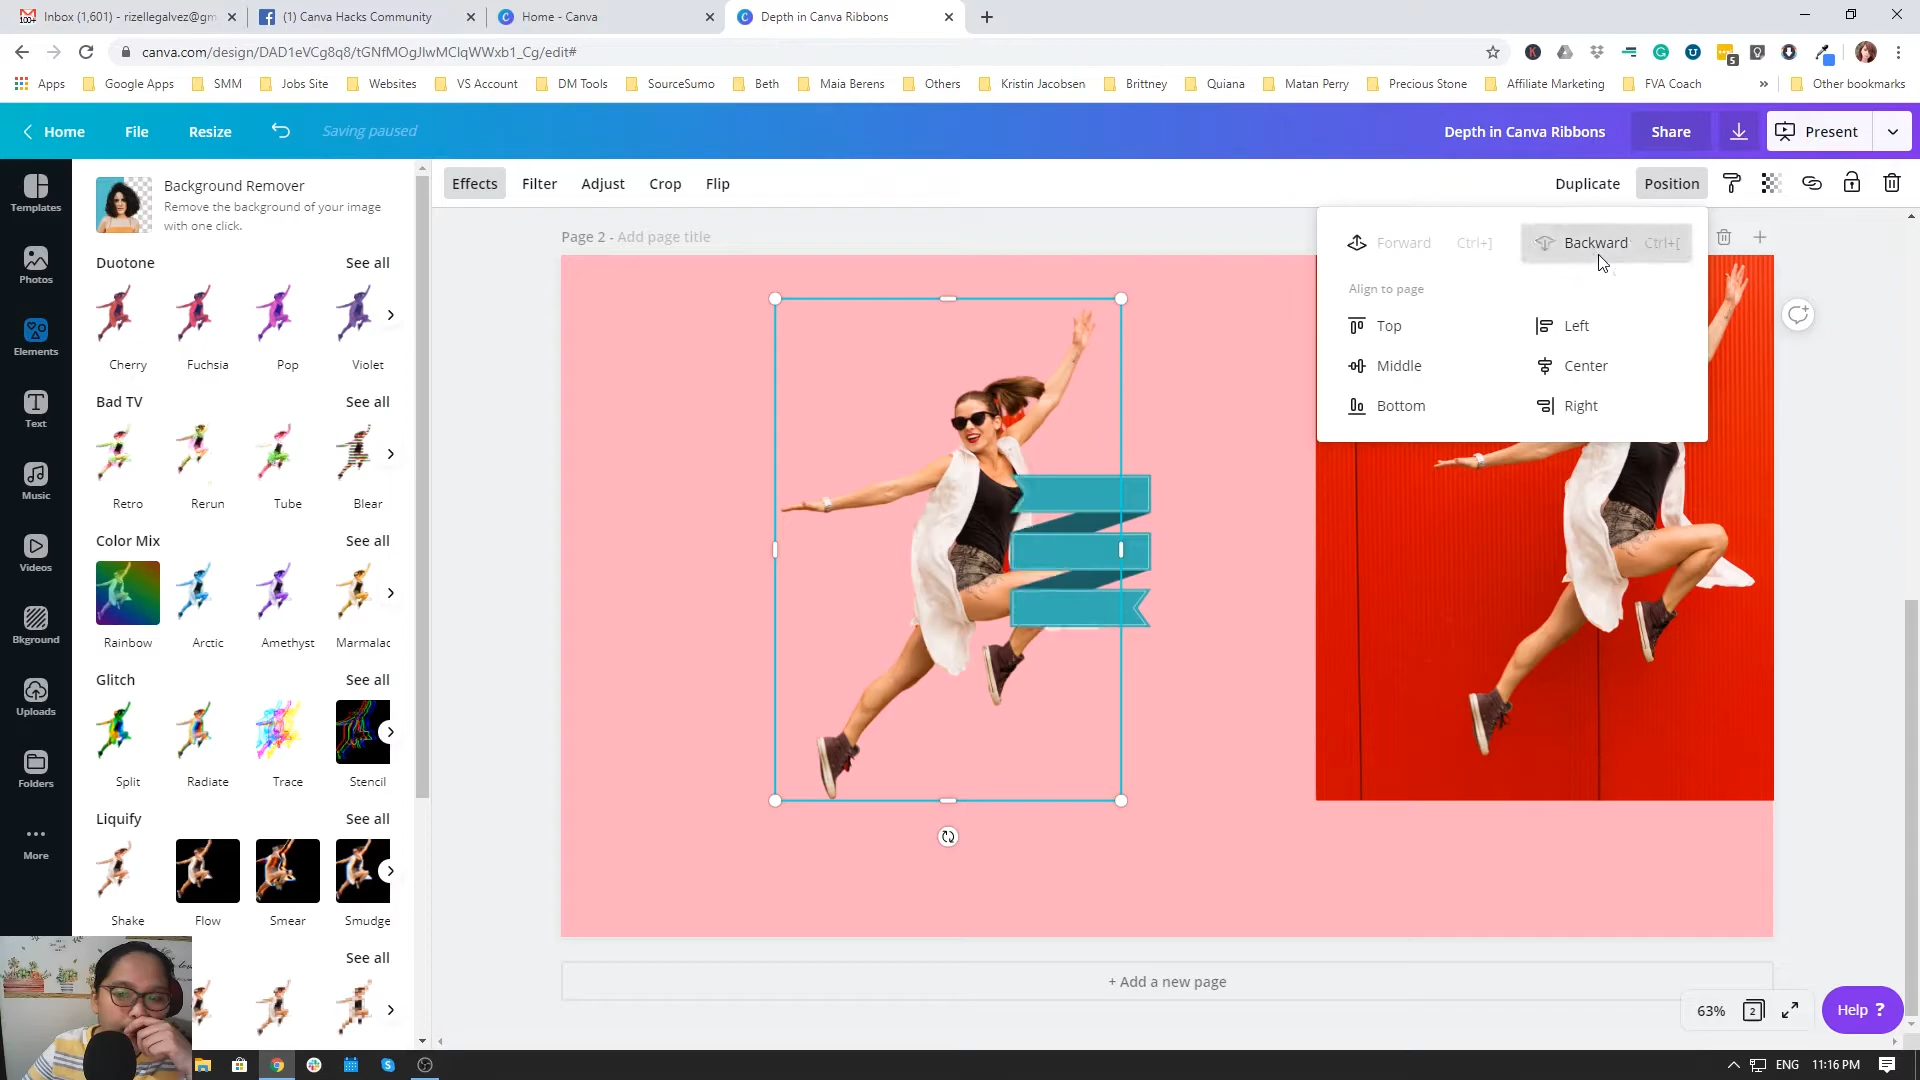 Inbox (1,601) - rizellegalvez@gm
(1) Canva Hacks Community
Home - Canva
Depth in Canva Ribbons
canva.com/design/DAD1eVCg8q8/tGNfMOgJIwMCIqWWxb1_Cg/edit#
5
Apps
Google Apps
SMM
Jobs Site
Websites
VS Account
DM Tools
SourceSumo
Beth
Maia Berens
Others
Kristin Jacobsen
Brittney
Quiana
Matan Perry
Precious Stone
Affiliate Marketing
FVA Coach
Other bookmarks
Home
File
Resize
Saving paused
Depth in Canva Ribbons
Share
Present
Templates
Photos
Elements
Text
Music
Videos
Bkground
Uploads
Folders
More
Background Remover
Remove the background of your image
with one click.
Duotone
See all
Cherry
Fuchsia
Pop
Violet
Bad TV
See all
Retro
Rerun
Tube
Blear
Color Mix
See all
Rainbow
Arctic
Amethyst
Marmalac
Glitch
See all
Split
Radiate
Trace
Stencil
Liquify
See all
Shake
Flow
Smear
Smudge
See all
Effects
Filter
Adjust
Crop
Flip
Duplicate
Position
Page 2 - Add page title
Forward Ctrl+]
Backward Ctrl+[
Align to page
Top
Left
Middle
Center
Bottom
Right
+ Add a new page
63%
2
Help ?
ENG
11:16 PM